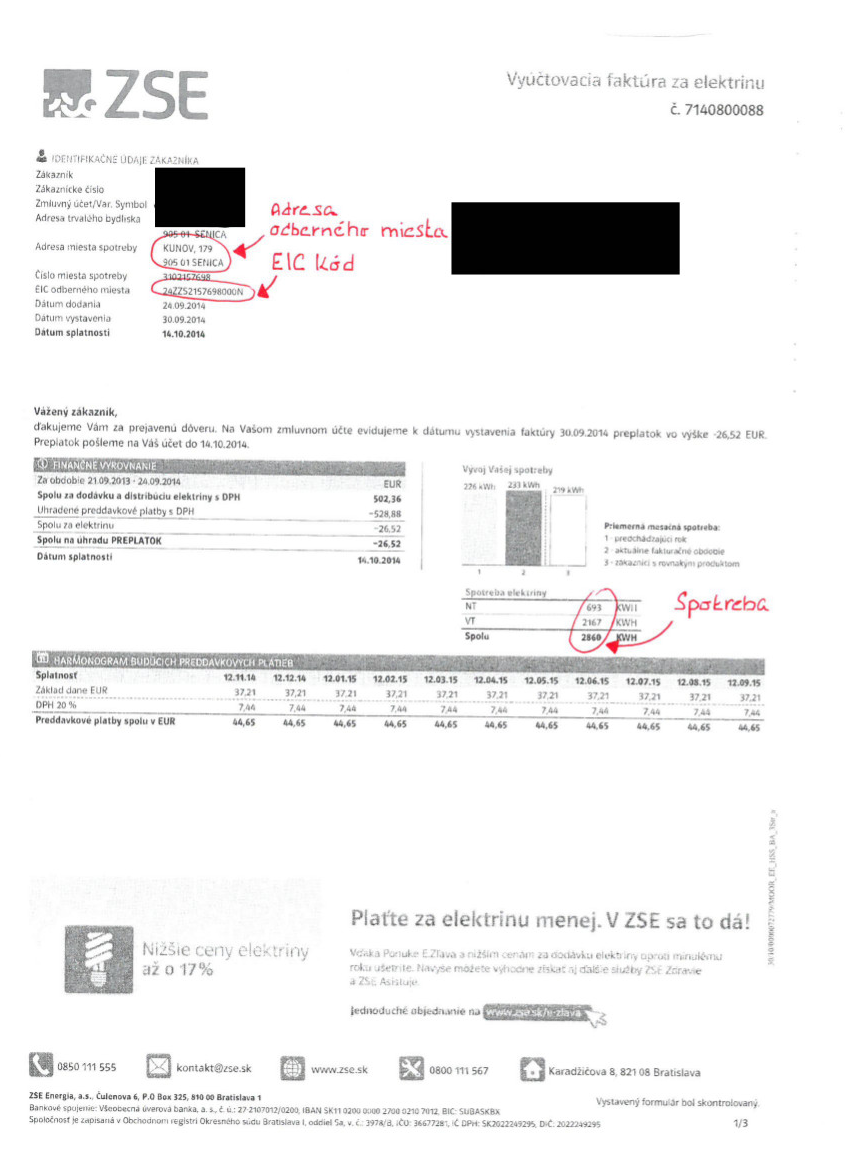 ZSE
Vyúčtovacia faktúra za elektrinu
č. 7140800088
IDENTIFIKAČNÉ ÚDAJE ZÁKAZNÍKA
Zákazník
Zákaznícke číslo
Zmluvný účet/Var. Symbol
Adresa trvalého bydliska
905 01 SENICA
Adresa miesta spotreby KUNOV, 179
905 01 SENICA
Číslo miesta spotreby 3102157698
EIC odberného miesta 24ZZS2157698000N
Dátum dodania 24.09.2014
Dátum vystavenia 30.09.2014
Dátum splatnosti 14.10.2014
Adresa
odberného miesta
EIC kód
Vážený zákazník,
ďakujeme Vám za prejavenú dôveru. Na Vašom zmluvnom účte evidujeme k dátumu vystavenia faktúry 30.09.2014 preplatok vo výške -26,52 EUR.
Preplatok pošleme na Váš účet do 14.10.2014.
FINANČNÉ VYROVNANIE
Za obdobie 21.09.2013 - 24.09.2014 EUR
Spolu za dodávku a distribúciu elektriny s DPH 502,36
Uhradené preddavkové platby s DPH -528,88
Spolu za elektrinu -26,52
Spolu na úhradu PREPLATOK -26,52
Dátum splatnosti 14.10.2014
Vývoj Vašej spotreby
226 kWh 233 kWh 219 kWh
1 2 3
Priemerná mesačná spotreba:
1 - predchádzajúci rok
2 - aktuálne fakturačné obdobie
3 - zákazníci s rovnakým produktom
Spotreba elektriny
NT 693 KWH
VT 2167 KWH
Spolu 2860 KWH
Spotreba
HARMONOGRAM BUDÚCICH PREDDAVKOVÝCH PLATIEB
Splatnosť 12.11.14 12.12.14 12.01.15 12.02.15 12.03.15 12.04.15 12.05.15 12.06.15 12.07.15 12.08.15 12.09.15
Základ dane EUR 37,21 37,21 37,21 37,21 37,21 37,21 37,21 37,21 37,21 37,21 37,21
DPH 20 % 7,44 7,44 7,44 7,44 7,44 7,44 7,44 7,44 7,44 7,44 7,44
Preddavkové platby spolu v EUR 44,65 44,65 44,65 44,65 44,65 44,65 44,65 44,65 44,65 44,65 44,65
Nižšie ceny elektriny
až o 17%
Plaťte za elektrinu menej. V ZSE sa to dá!
Vďaka Ponuke E.Zľava a nižším cenám za dodávku elektriny oproti minulému
roku ušetríte. Navyše môžete výhodne získať aj ďalšie služby ZSE Zdravie
a ZSE Asistuje.
Jednoduché objednanie na www.zse.sk/e-zlava
0850 111 555 kontakt@zse.sk www.zse.sk 0800 111 567 Karadžičova 8, 821 08 Bratislava
ZSE Energia, a.s., Čulenova 6, P.O Box 325, 810 00 Bratislava 1
Bankové spojenie: Všeobecná úverová banka, a. s., č. ú.: 27-2107012/0200, IBAN SK11 0200 0000 2700 0210 7012, BIC: SUBASKBX
Spoločnosť je zapísaná v Obchodnom registri Okresného súdu Bratislava I, oddiel Sa, v. č.: 3978/B, IČO: 36677281, IČ DPH: SK2022249295, DIČ: 2022249295
Vystavený formulár bol skontrolovaný.
1/3